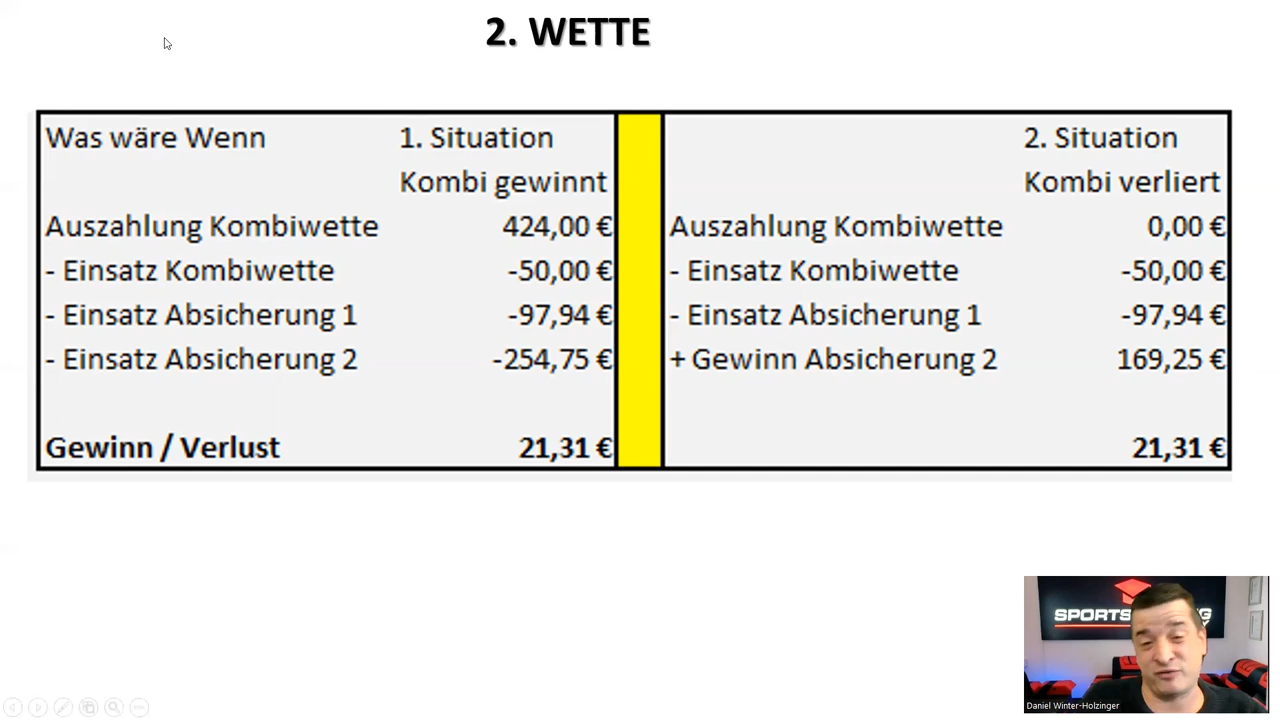 2. WETTE
Was wäre Wenn 1. Situation
Kombi gewinnt
Auszahlung Kombiwette 424,00 €
- Einsatz Kombiwette -50,00 €
- Einsatz Absicherung 1 -97,94 €
- Einsatz Absicherung 2 -254,75 €
Gewinn / Verlust 21,31 €
2. Situation
Kombi verliert
Auszahlung Kombiwette 0,00 €
- Einsatz Kombiwette -50,00 €
- Einsatz Absicherung 1 -97,94 €
+ Gewinn Absicherung 2 169,25 €
21,31 €
SPORTS
Daniel Winter-Holzinger